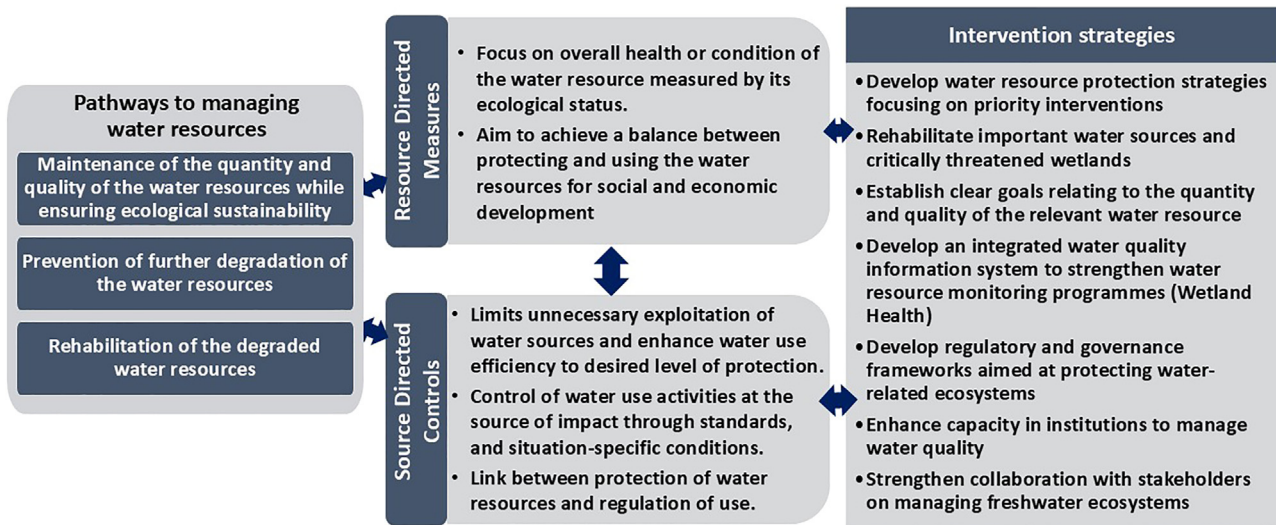 Pathways to managing
water resources
Maintenance of the quantity and
quality of the water resources while
ensuring ecological sustainability
Prevention of further degradation of
the water resources
Rehabilitation of the degraded
water resources
Resource Directed
Measures
• Focus on overall health or condition of
the water resource measured by its
ecological status.
• Aim to achieve a balance between
protecting and using the water
resources for social and economic
development
Source Directed
Controls
• Limits unnecessary exploitation of
water sources and enhance water use
efficiency to desired level of protection.
• Control of water use activities at the
source of impact through standards,
and situation-specific conditions.
• Link between protection of water
resources and regulation of use.
Intervention strategies
•Develop water resource protection strategies
focusing on priority interventions
•Rehabilitate important water sources and
critically threatened wetlands
•Establish clear goals relating to the quantity
and quality of the relevant water resource
•Develop an integrated water quality
information system to strengthen water
resource monitoring programmes (Wetland
Health)
•Develop regulatory and governance
frameworks aimed at protecting water-
related ecosystems
•Enhance capacity in institutions to manage
water quality
•Strengthen collaboration with stakeholders
on managing freshwater ecosystems